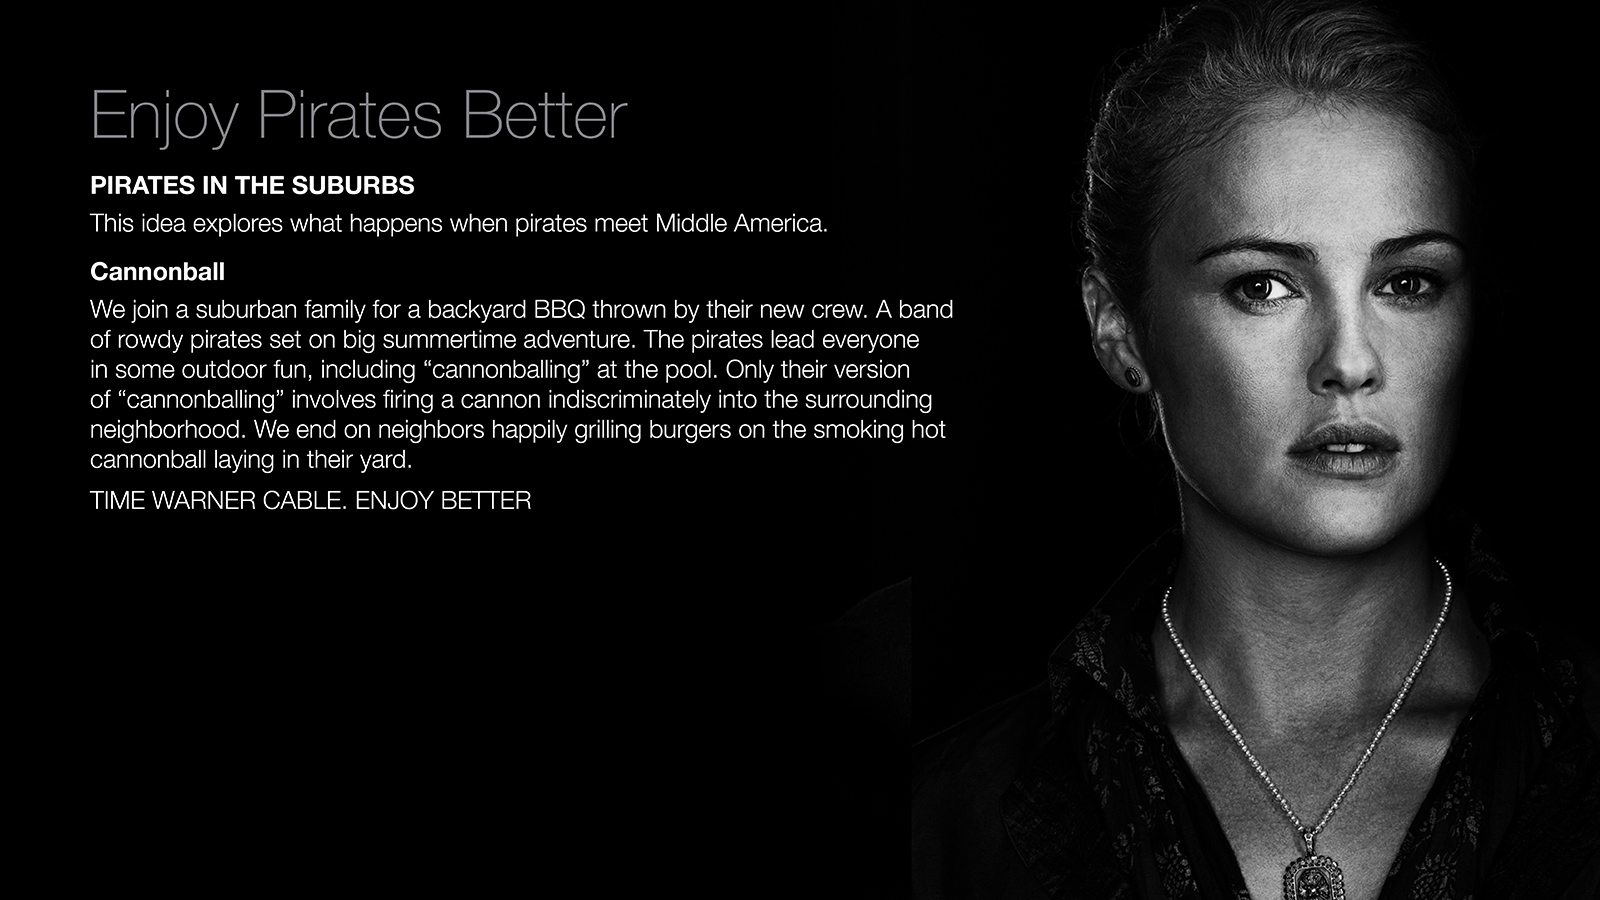 Enjoy Pirates Better
PIRATES IN THE SUBURBS
This idea explores what happens when pirates meet Middle America.
Cannonball
We join a suburban family for a backyard BBQ thrown by their new crew. A band
of rowdy pirates set on big summertime adventure. The pirates lead everyone
in some outdoor fun, including “cannonballing” at the pool. Only their version
of “cannonballing” involves firing a cannon indiscriminately into the surrounding
neighborhood. We end on neighbors happily grilling burgers on the smoking hot
cannonball laying in their yard.
TIME WARNER CABLE. ENJOY BETTER